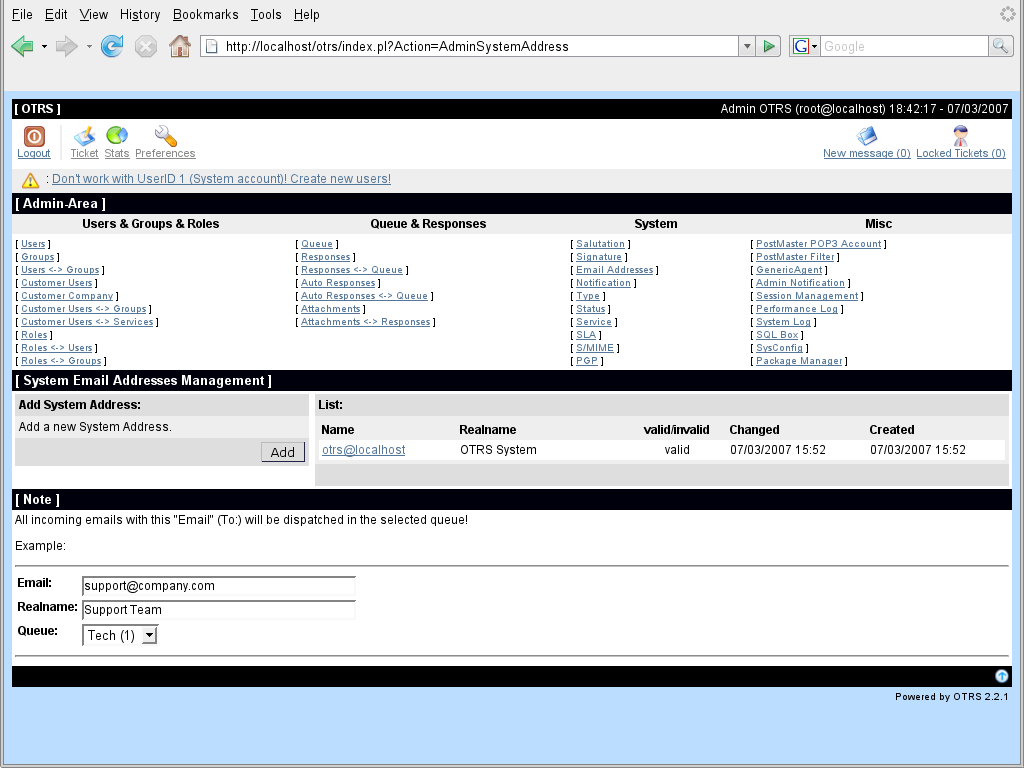 File Edit View History Bookmarks Tools Help
http://localhost/otrs/index.pl?Action=AdminSystemAddress
G Google
[ OTRS ] Admin OTRS (root@localhost) 18:42:17 - 07/03/2007
Logout Ticket Stats Preferences New message (0) Locked Tickets (0)
: Don't work with UserID 1 (System account)! Create new users!
[ Admin-Area ]
Users & Groups & Roles Queue & Responses System Misc
[ Users ] [ Queue ] [ Salutation ] [ PostMaster POP3 Account ]
[ Groups ] [ Responses ] [ Signature ] [ PostMaster Filter ]
[ Users <-> Groups ] [ Responses <-> Queue ] [ Email Addresses ] [ GenericAgent ]
[ Customer Users ] [ Auto Responses ] [ Notification ] [ Admin Notification ]
[ Customer Company ] [ Auto Responses <-> Queue ] [ Type ] [ Session Management ]
[ Customer Users <-> Groups ] [ Attachments ] [ Status ] [ Performance Log ]
[ Customer Users <-> Services ] [ Attachments <-> Responses ] [ Service ] [ System Log ]
[ Roles ] [ SLA ] [ SQL Box ]
[ Roles <-> Users ] [ S/MIME ] [ SysConfig ]
[ Roles <-> Groups ] [ PGP ] [ Package Manager ]
[ System Email Addresses Management ]
Add System Address: List:
Add a new System Address. Name Realname valid/invalid Changed Created
Add otrs@localhost OTRS System valid 07/03/2007 15:52 07/03/2007 15:52
[ Note ]
All incoming emails with this "Email" (To:) will be dispatched in the selected queue!
Example:
Email: support@company.com
Realname: Support Team
Queue: Tech (1)
Powered by OTRS 2.2.1